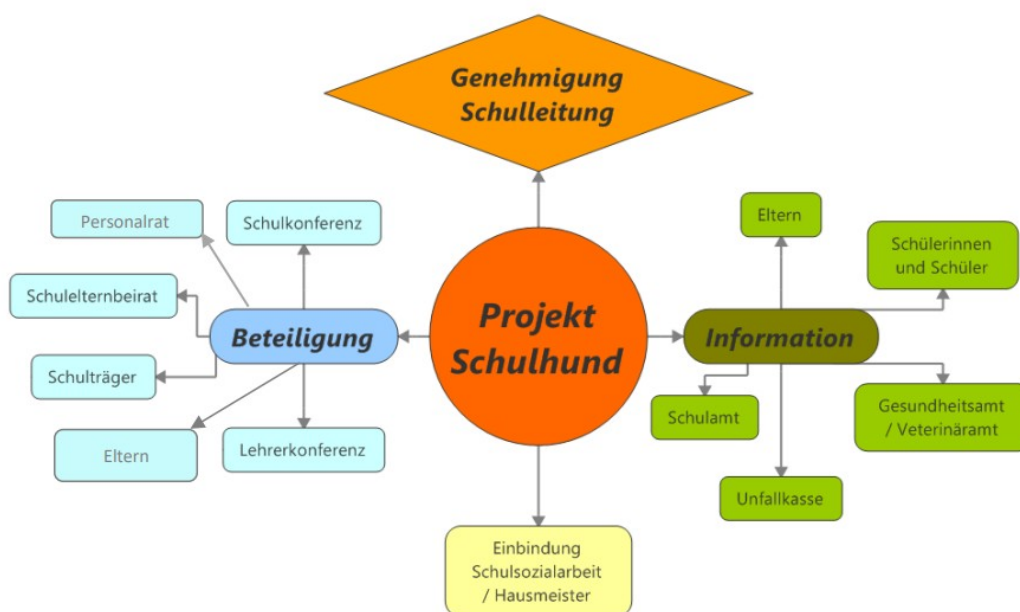 Genehmigung
Schulleitung
Personalrat
Schulkonferenz
Schulelternbeirat
Beteiligung
Schulträger
Eltern
Lehrerkonferenz
Projekt
Schulhund
Eltern
Schülerinnen
und Schüler
Information
Schulamt
Gesundheitsamt
/ Veterinäramt
Unfallkasse
Einbindung
Schulsozialarbeit
/ Hausmeister